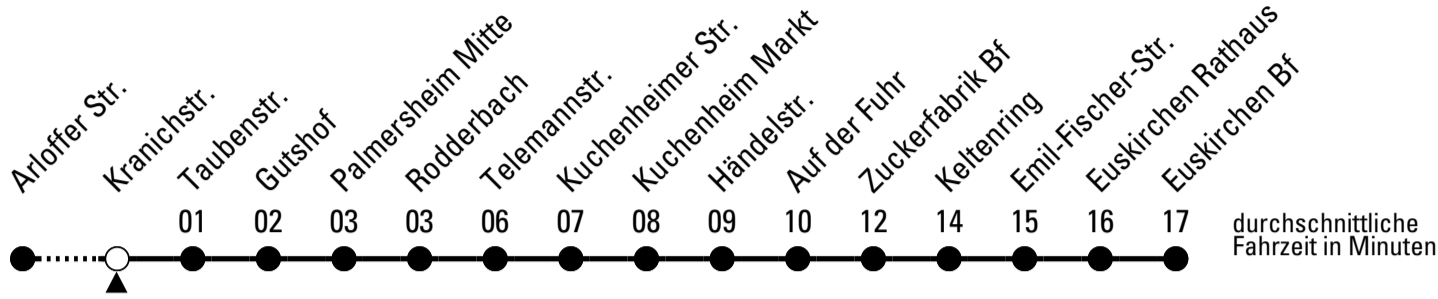 Arloffer Str.
Kranichstr.
Taubenstr.
Gutshof
Palmersheim Mitte
Rodderbach
Telemannstr.
Kuchenheimer Str.
Kuchenheim Markt
Händelstr.
Auf der Fuhr
Zuckerfabrik Bf
Keltenring
Emil-Fischer-Str.
Euskirchen Rathaus
Euskirchen Bf
01 02 03 03 06 07 08 09 10 12 14 15 16 17
durchschnittliche
Fahrzeit in Minuten